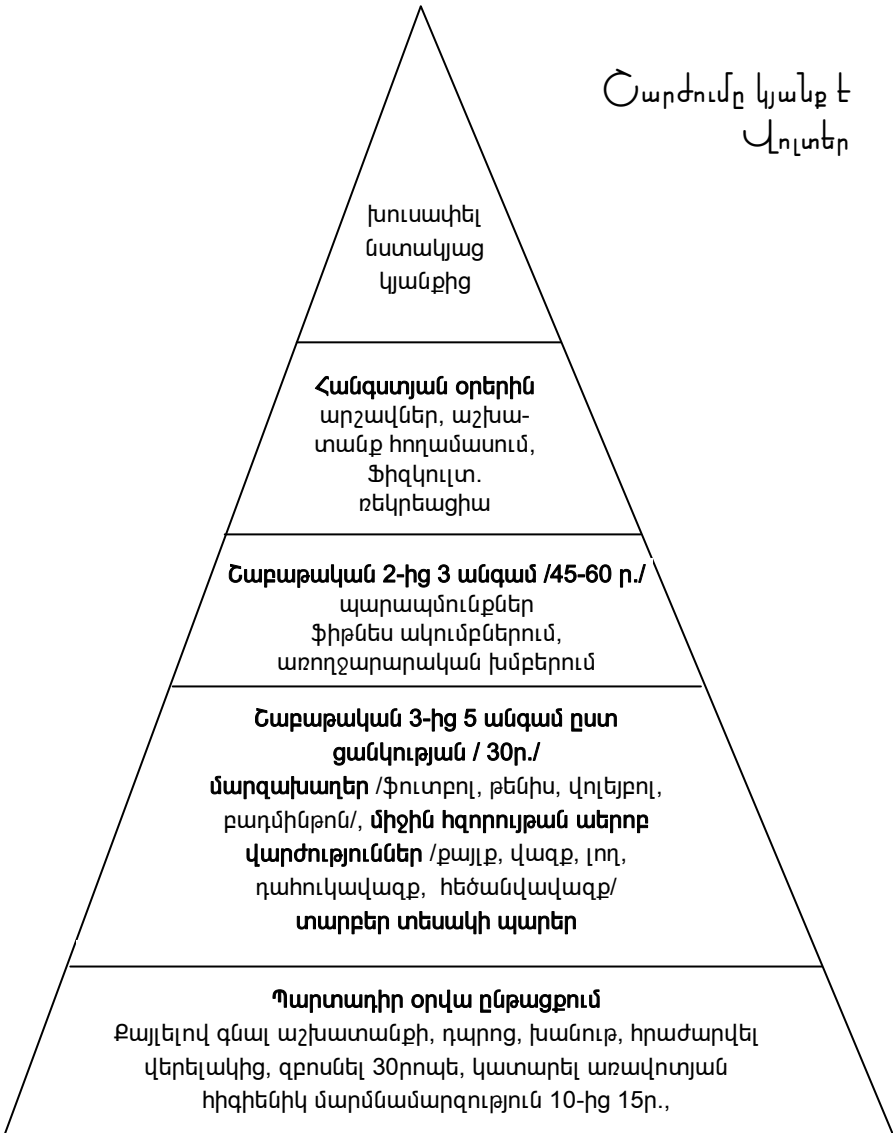 Շարժումը կյանք է
Վոլտեր
խուսափել
նստակյաց
կյանքից
Հանգստյան օրերին
արշավներ, աշխա-
տանք հողամասում,
Ֆիզկուլտ.
ռեկրեացիա
Շաբաթական 2-ից 3 անգամ /45-60 ր./
պարապմունքներ
ֆիթնես ակումբներում,
առողջարարական խմբերում
Շաբաթական 3-ից 5 անգամ ըստ
ցանկության / 30ր./
մարզախաղեր /ֆուտբոլ, թենիս, վոլեյբոլ,
բադմինթոն/, միջին հզորույթան աերոբ
վարժություններ /քայլք, վազք, լող,
դահուկավազք, հեծանվավազք/
տարբեր տեսակի պարեր
Պարտադիր օրվա ընթացքում
Քայլելով գնալ աշխատանքի, դպրոց, խանութ, հրաժարվել
վերելակից, զբոսնել 30րոպե, կատարել առավոտյան
հիգիենիկ մարմնամարզություն 10-ից 15ր.,